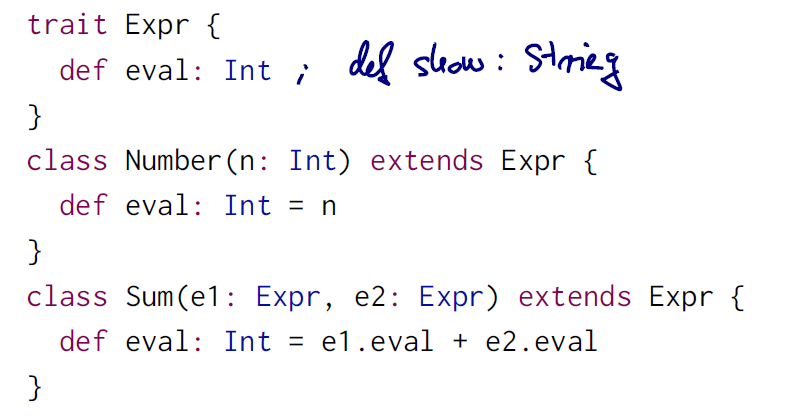 trait Expr {
def eval: Int ; def show: String
}
class Number(n: Int) extends Expr {
def eval: Int = n
}
class Sum(e1: Expr, e2: Expr) extends Expr {
def eval: Int = e1.eval + e2.eval
}